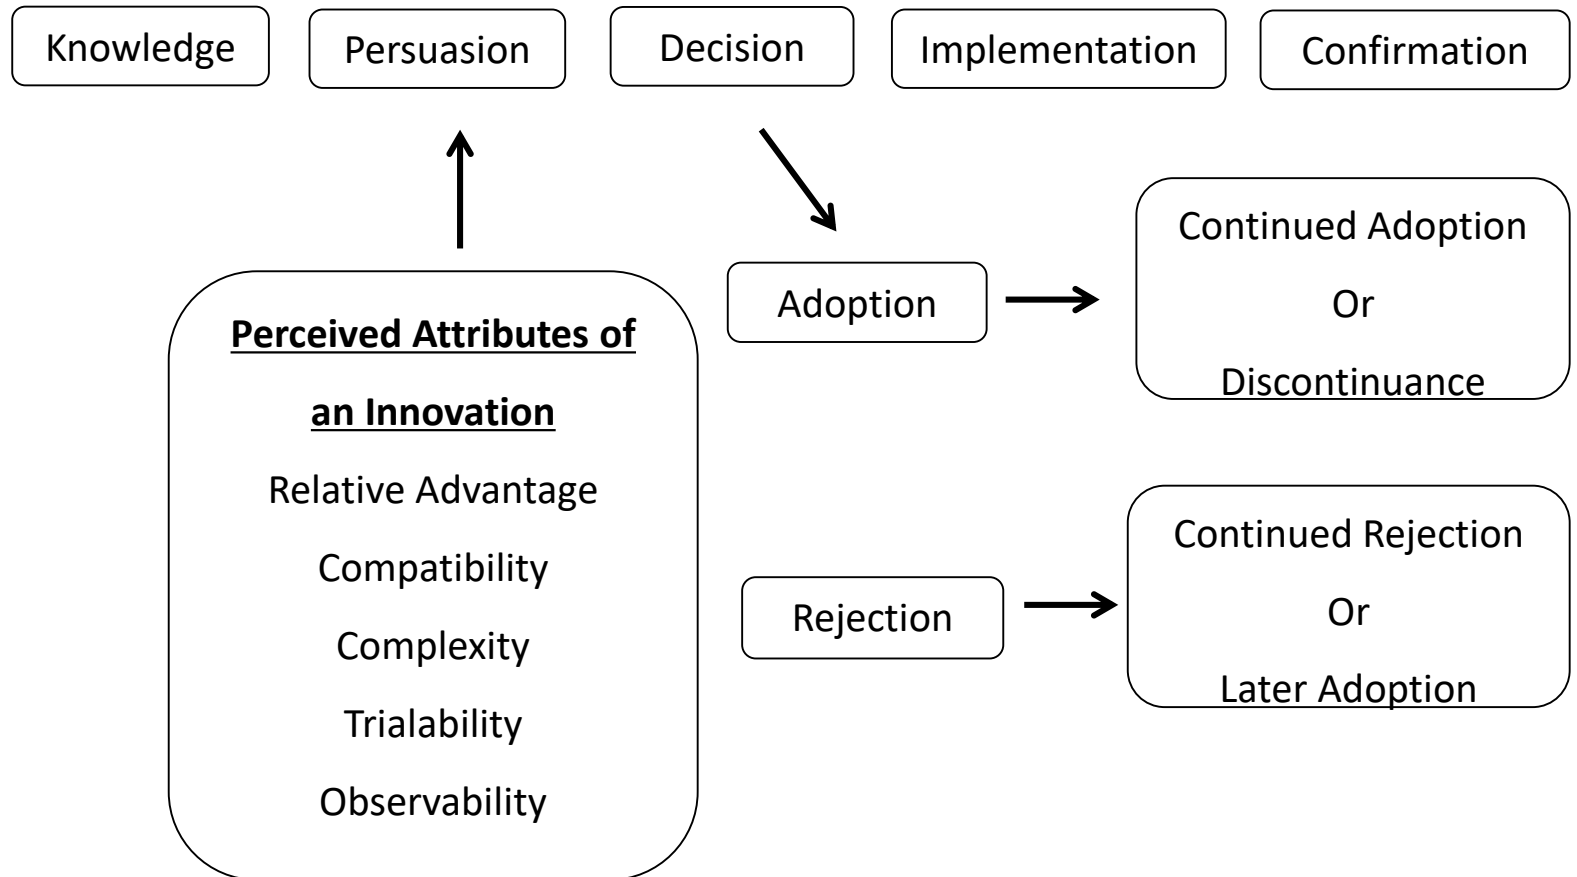 Knowledge
Persuasion
Decision
Implementation
Confirmation
Perceived Attributes of
an Innovation
Relative Advantage
Compatibility
Complexity
Trialability
Observability
Adoption
Continued Adoption
Or
Discontinuance
Rejection
Continued Rejection
Or
Later Adoption